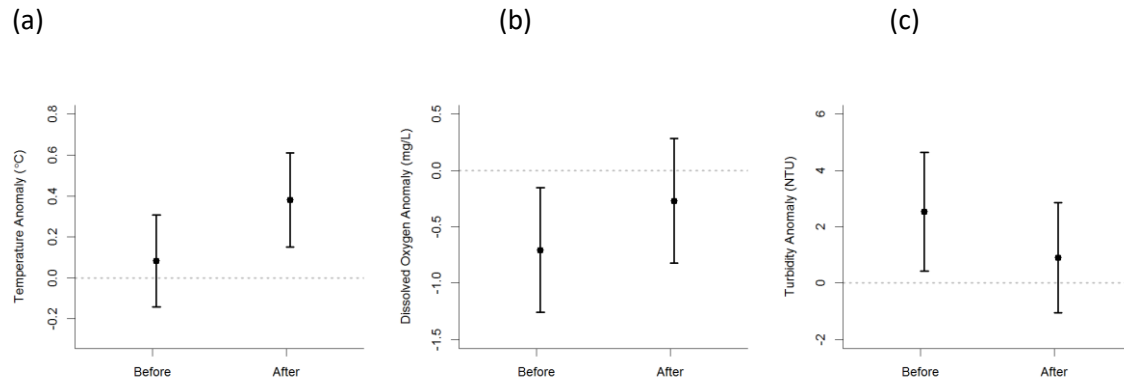 (a)
(b)
(c)
Temperature Anomaly (°C)
0.8
0.6
0.4
0.2
0.0
-0.2
Before
After
Dissolved Oxygen Anomaly (mg/L)
0.5
0.0
-0.5
-1.0
-1.5
Before
After
Turbidity Anomaly (NTU)
6
4
2
0
-2
Before
After